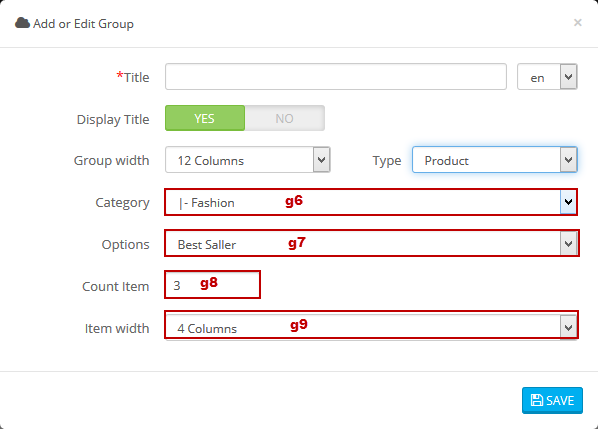 Add or Edit Group ×
*Title en
Display Title YES NO
Group width 12 Columns Type Product
Category |- Fashion g6
Options Best Saller g7
Count Item 3 g8
Item width 4 Columns g9
SAVE